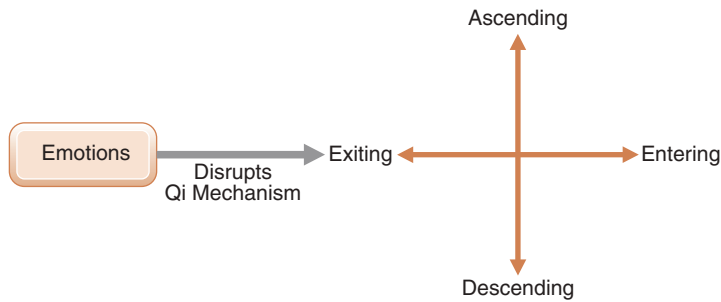 Ascending
Emotions
Disrupts
Qi Mechanism
Exiting
Entering
Descending